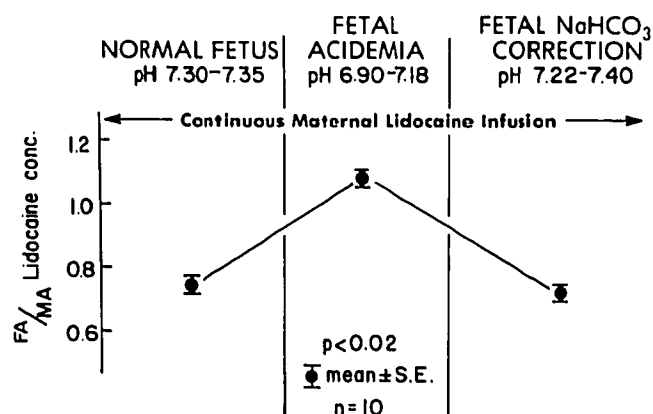 NORMAL FETUS
pH 7.30-7.35
FETAL
ACIDEMIA
pH 6.90-7.18
FETAL NaHCO₃
CORRECTION
pH 7.22-7.40
Continuous Maternal Lidocaine Infusion
FA/MA Lidocaine conc.
1.2
1.0
0.8
0.6
p<0.02
mean±S.E.
n=10